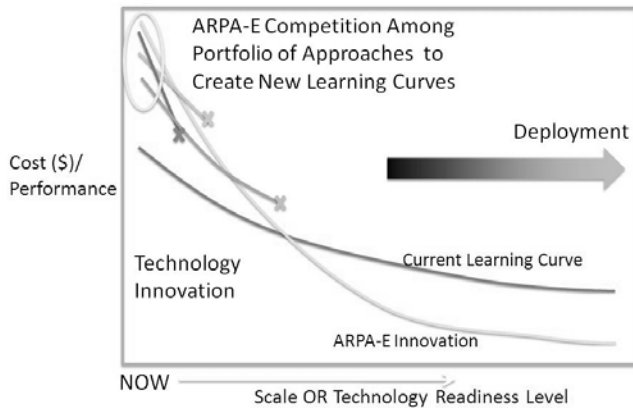 ARPA-E Competition Among
Portfolio of Approaches to
Create New Learning Curves
Deployment
Cost ($)/
Performance
Technology
Innovation
Current Learning Curve
ARPA-E Innovation
NOW
Scale OR Technology Readiness Level